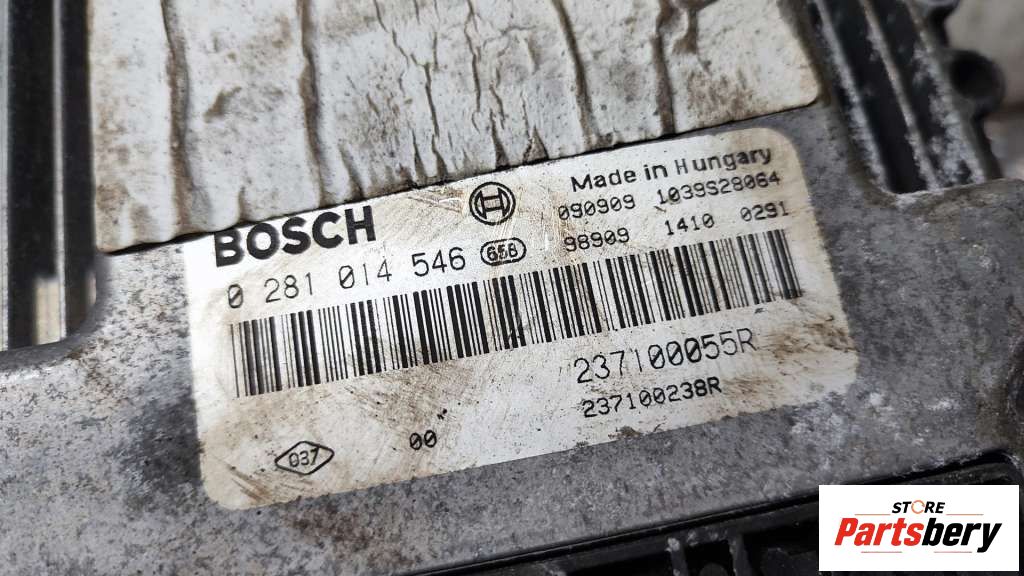 Made in Hungary
BOSCH
090909 1039S28064
98909 1410 0291
0 281 014 546 658
237100055R
237100238R
037 00
STORE
Partsbery